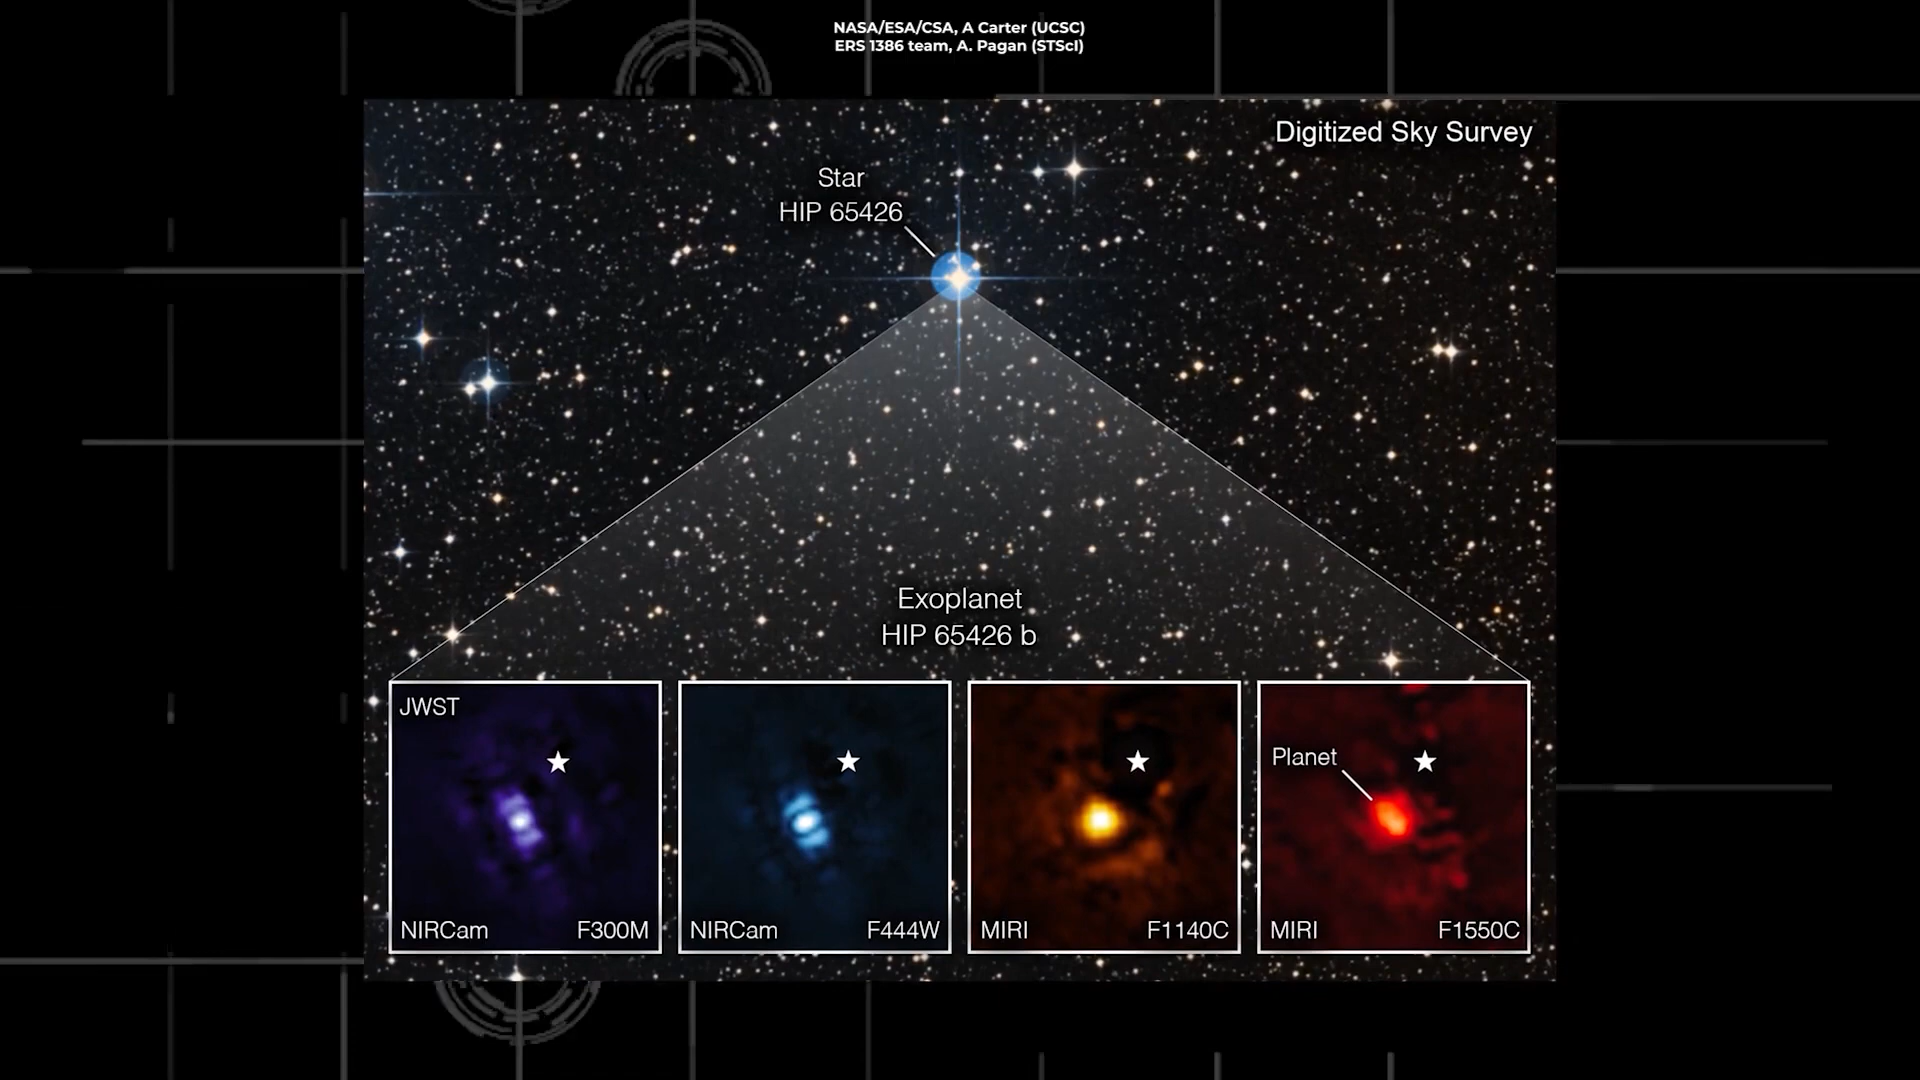 NASA/ESA/CSA, A Carter (UCSC)
ERS 1386 team, A. Pagan (STScI)
Digitized Sky Survey
Star
HIP 65426
Exoplanet
HIP 65426 b
JWST
NIRCam F300M
NIRCam F444W
MIRI F1140C
Planet
MIRI F1550C